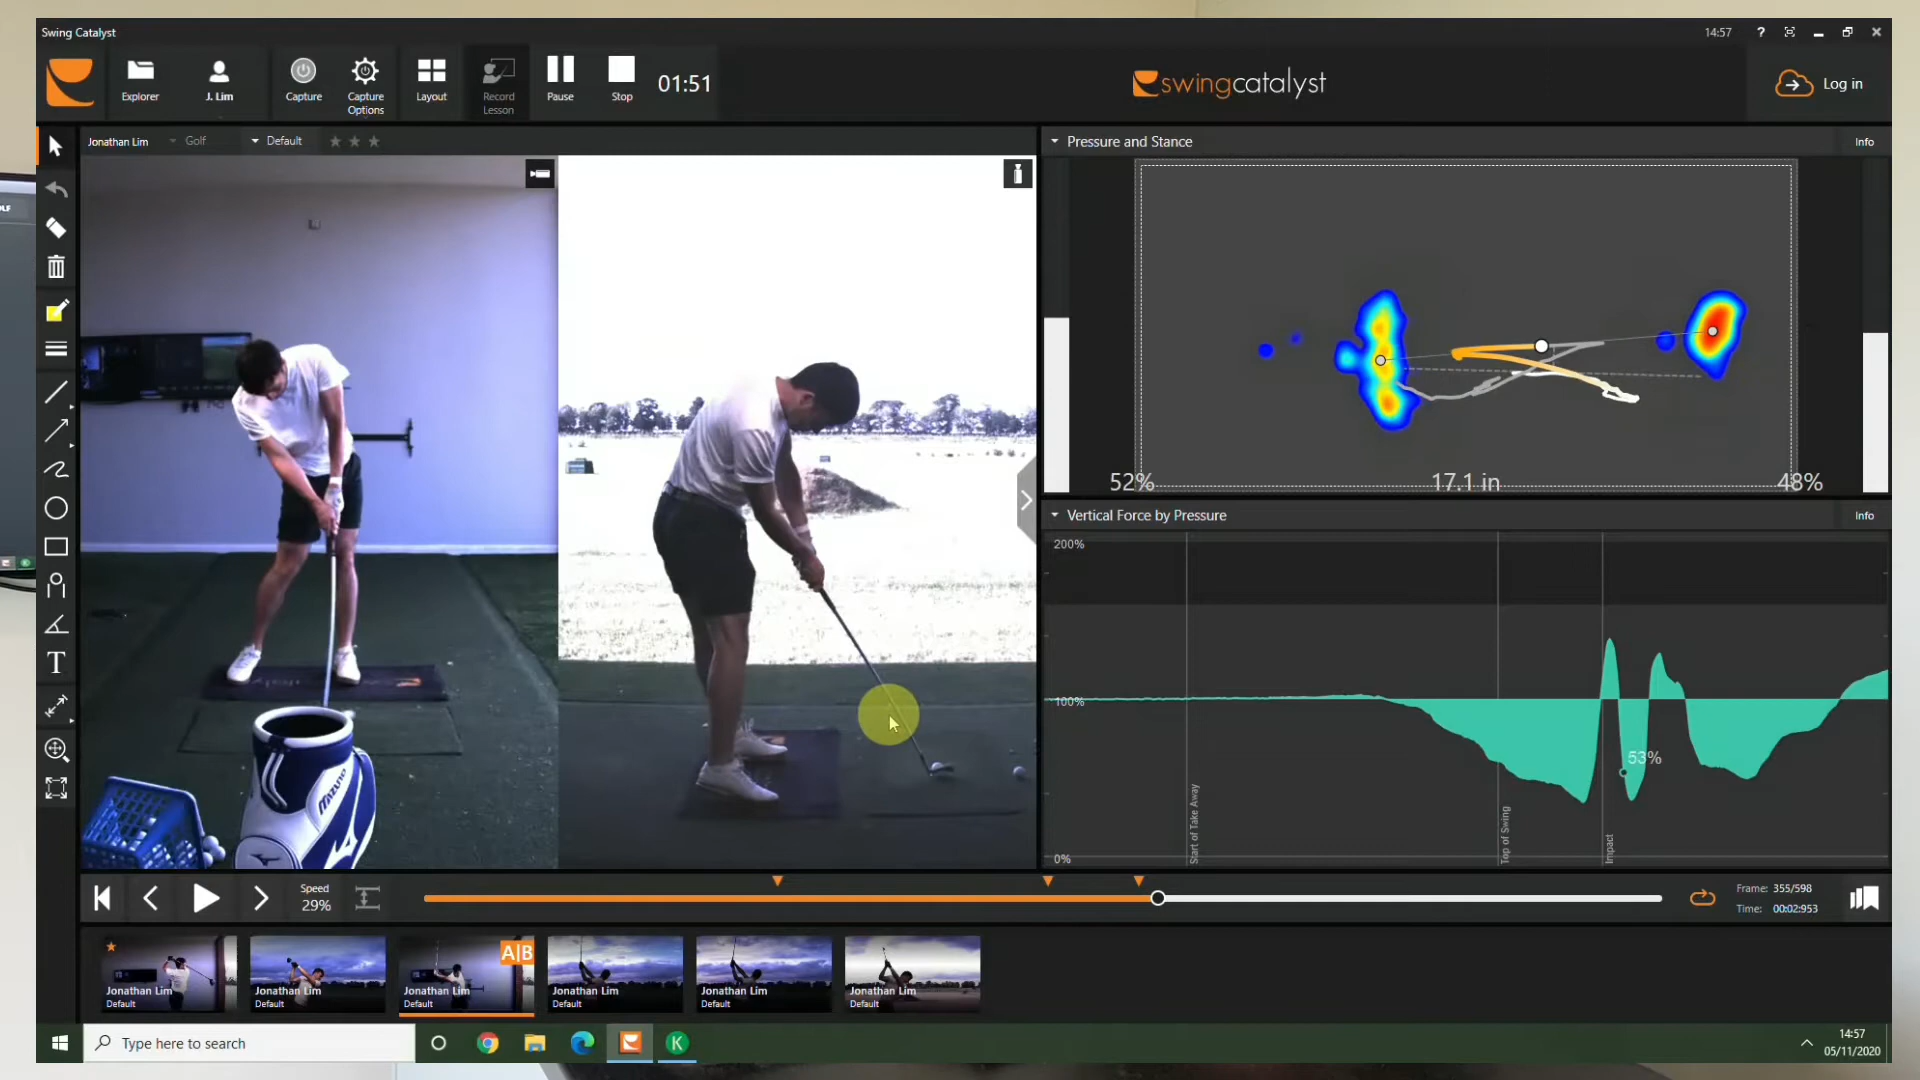 Swing Catalyst
14:57
?
Explorer
J. Lim
Capture
Capture
Options
Layout
Record
Lesson
Pause
Stop
01:51
swingcatalyst
Log in
Jonathan Lim
Golf
Default
Pressure and Stance
Info
52%
17.1 in
48%
Vertical Force by Pressure
Info
200%
100%
0%
53%
Start of Take Away
Top of Swing
Impact
MIZUNO
T
Speed
29%
Frame: 355/598
Time: 00:02:953
A|B
Jonathan Lim
Default
Jonathan Lim
Default
Jonathan Lim
Default
Jonathan Lim
Default
Jonathan Lim
Default
Jonathan Lim
Default
Type here to search
K
14:57
05/11/2020